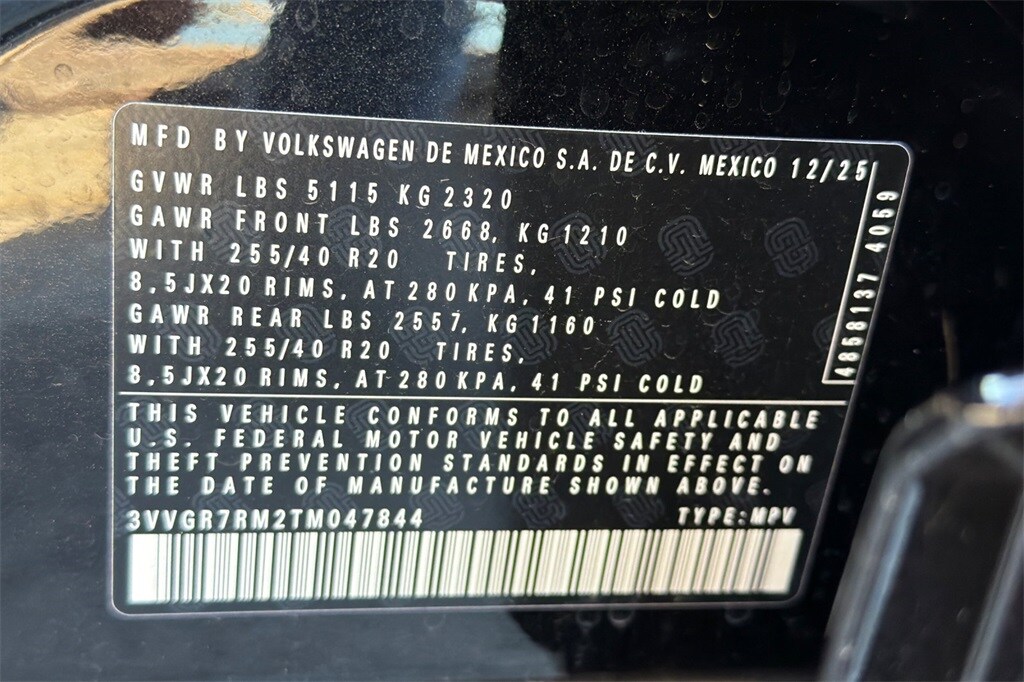 MFD BY VOLKSWAGEN DE MEXICO S.A. DE C.V. MEXICO 12/25
GVWR LBS 5115 KG 2320
GAWR FRONT LBS 2668, KG 1210
WITH 255/40 R20 TIRES,
8,5JX20 RIMS, AT 280 KPA, 41 PSI COLD
GAWR REAR LBS 2557, KG 1160
WITH 255/40 R20 TIRES,
8,5JX20 RIMS, AT 280 KPA, 41 PSI COLD
4858137 4059
THIS VEHICLE CONFORMS TO ALL APPLICABLE
U.S. FEDERAL MOTOR VEHICLE SAFETY AND
THEFT PREVENTION STANDARDS IN EFFECT ON
THE DATE OF MANUFACTURE SHOWN ABOVE.
3VVGR7RM2TM047844 TYPE:MPV